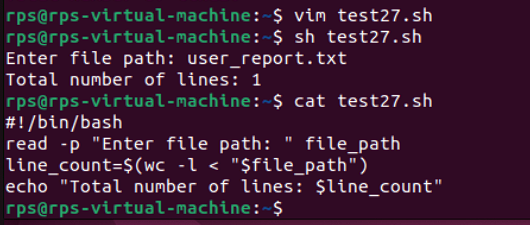 rps@rps-virtual-machine:~$ vim test27.sh
rps@rps-virtual-machine:~$ sh test27.sh
Enter file path: user_report.txt
Total number of lines: 1
rps@rps-virtual-machine:~$ cat test27.sh
#!/bin/bash
read -p "Enter file path: " file_path
line_count=$(wc -l < "$file_path")
echo "Total number of lines: $line_count"
rps@rps-virtual-machine:~$